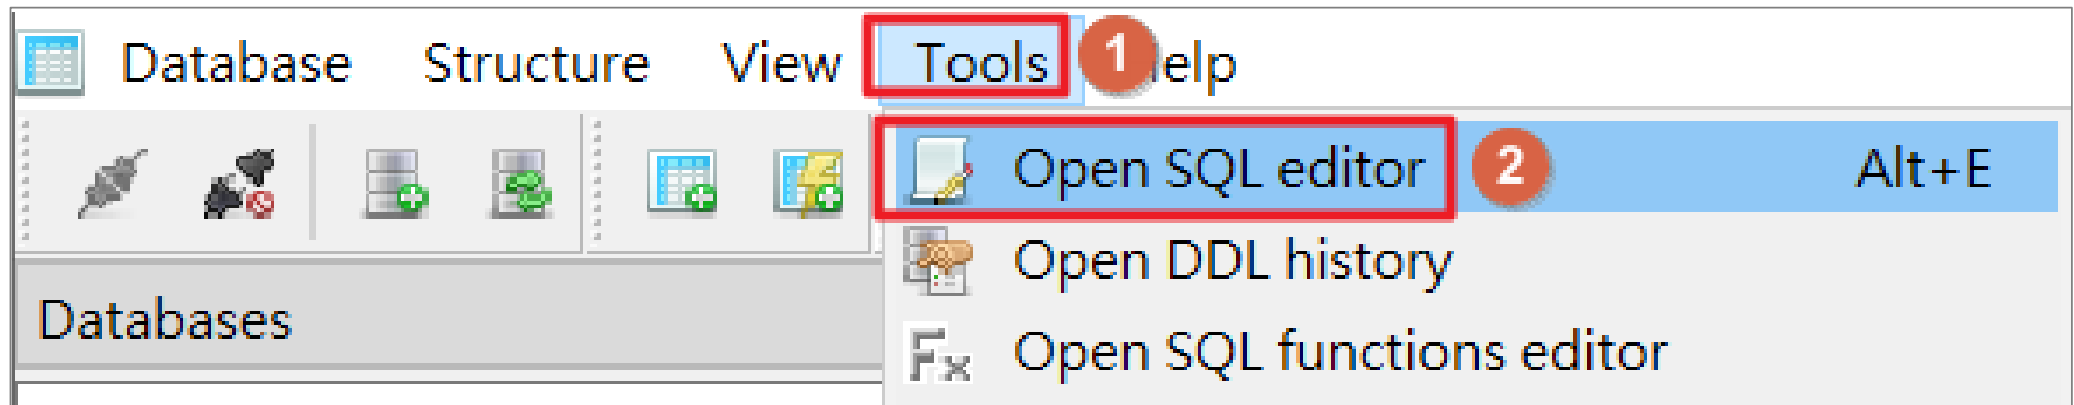 Database Structure View Tools 1 elp
Open SQL editor 2 Alt+E
Open DDL history
Databases
Fx Open SQL functions editor